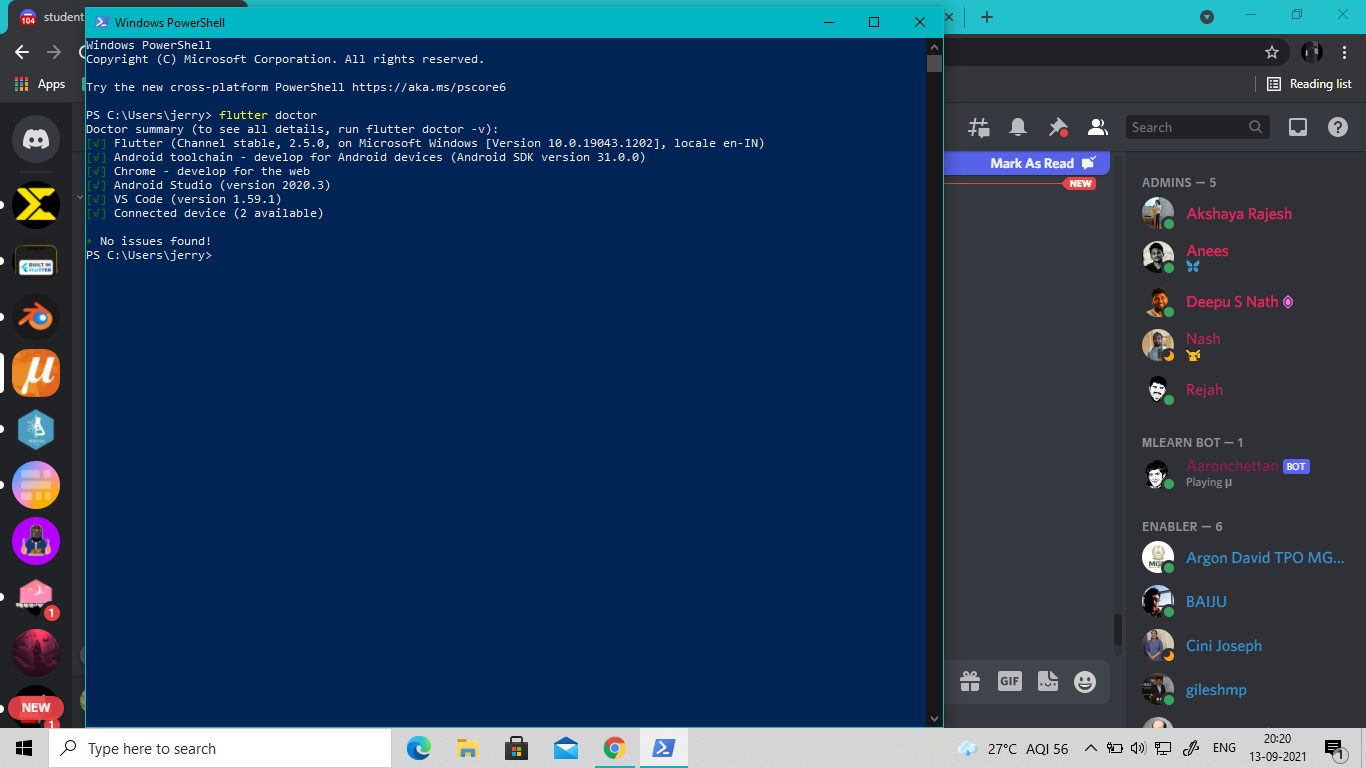 104
student
Windows PowerShell
Apps
Reading list
Windows PowerShell
Copyright (C) Microsoft Corporation. All rights reserved.
Try the new cross-platform PowerShell https://aka.ms/pscore6
PS C:\Users\jerry> flutter doctor
Doctor summary (to see all details, run flutter doctor -v):
[√] Flutter (Channel stable, 2.5.0, on Microsoft Windows [Version 10.0.19043.1202], locale en-IN)
[√] Android toolchain - develop for Android devices (Android SDK version 31.0.0)
[√] Chrome - develop for the web
[√] Android Studio (version 2020.3)
[√] VS Code (version 1.59.1)
[√] Connected device (2 available)
• No issues found!
PS C:\Users\jerry>
BUILT IN
FLUTTER
µ
1
NEW
1
Search
Mark As Read
NEW
ADMINS — 5
Akshaya Rajesh
Anees
Deepu S Nath
Nash
Rejah
MLEARN BOT — 1
Aaronchettan BOT
Playing µ
ENABLER — 6
Argon David TPO MG...
BAIJU
Cini Joseph
gileshmp
GIF
Type here to search
27°C AQI 56
ENG
20:20
13-09-2021
1